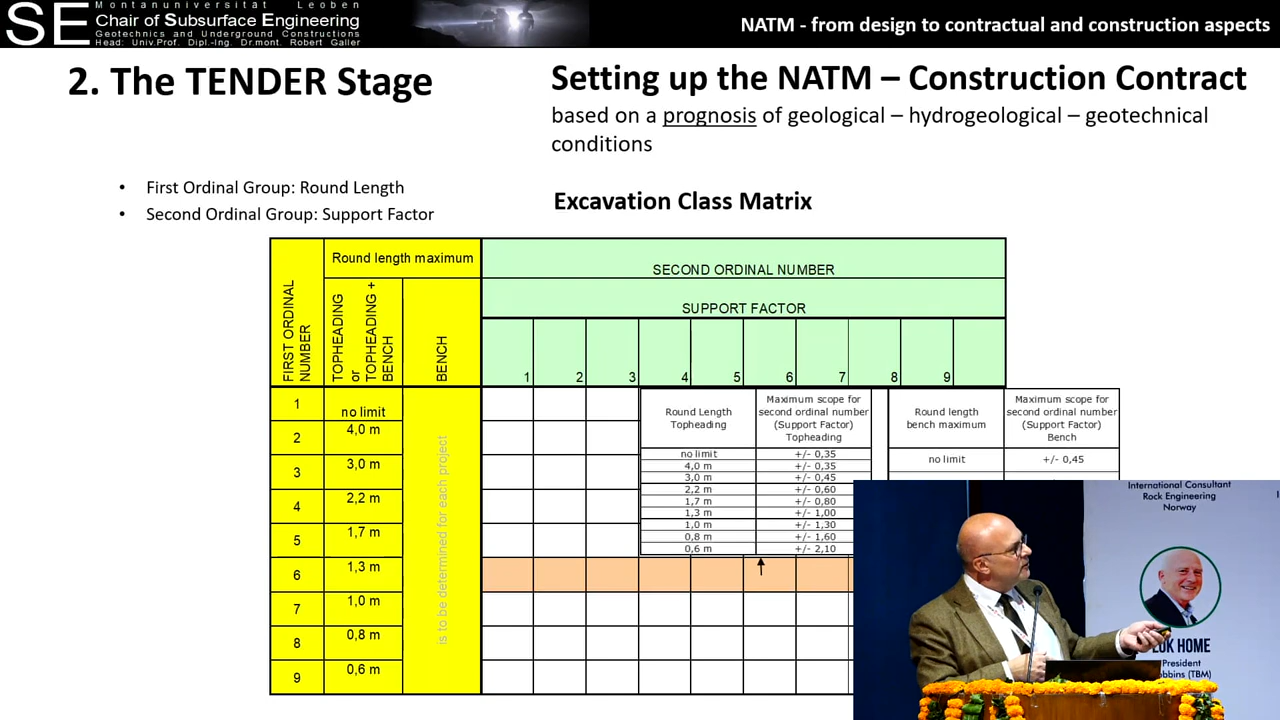 SE
Montanuniversität Leoben
Chair of Subsurface Engineering
Geotechnics and Underground Constructions
Head: Univ.Prof. Dipl.-Ing. Dr.mont. Robert Galler
NATM - from design to contractual and construction aspects
2. The TENDER Stage
Setting up the NATM – Construction Contract
based on a prognosis of geological – hydrogeological – geotechnical
conditions
• First Ordinal Group: Round Length
• Second Ordinal Group: Support Factor
Excavation Class Matrix
FIRST ORDINAL
NUMBER
Round length maximum
TOPHEADING
or
TOPHEADING +
BENCH
BENCH
SECOND ORDINAL NUMBER
SUPPORT FACTOR
1 2 3 4 5 6 7 8 9
1 no limit
2 4,0 m
3 3,0 m
4 2,2 m
5 1,7 m
6 1,3 m
7 1,0 m
8 0,8 m
9 0,6 m
is to be determined for each project
Round Length
Topheading
Maximum scope for
second ordinal number
(Support Factor)
Topheading
no limit +/- 0,35
4,0 m +/- 0,35
3,0 m +/- 0,45
2,2 m +/- 0,60
1,7 m +/- 0,80
1,3 m +/- 1,00
1,0 m +/- 1,30
0,8 m +/- 1,60
0,6 m +/- 2,10
Round length
bench maximum
Maximum scope for
second ordinal number
(Support Factor)
Bench
no limit +/- 0,45
International Consultant
Rock Engineering
Norway
HOME
President
(TBM)